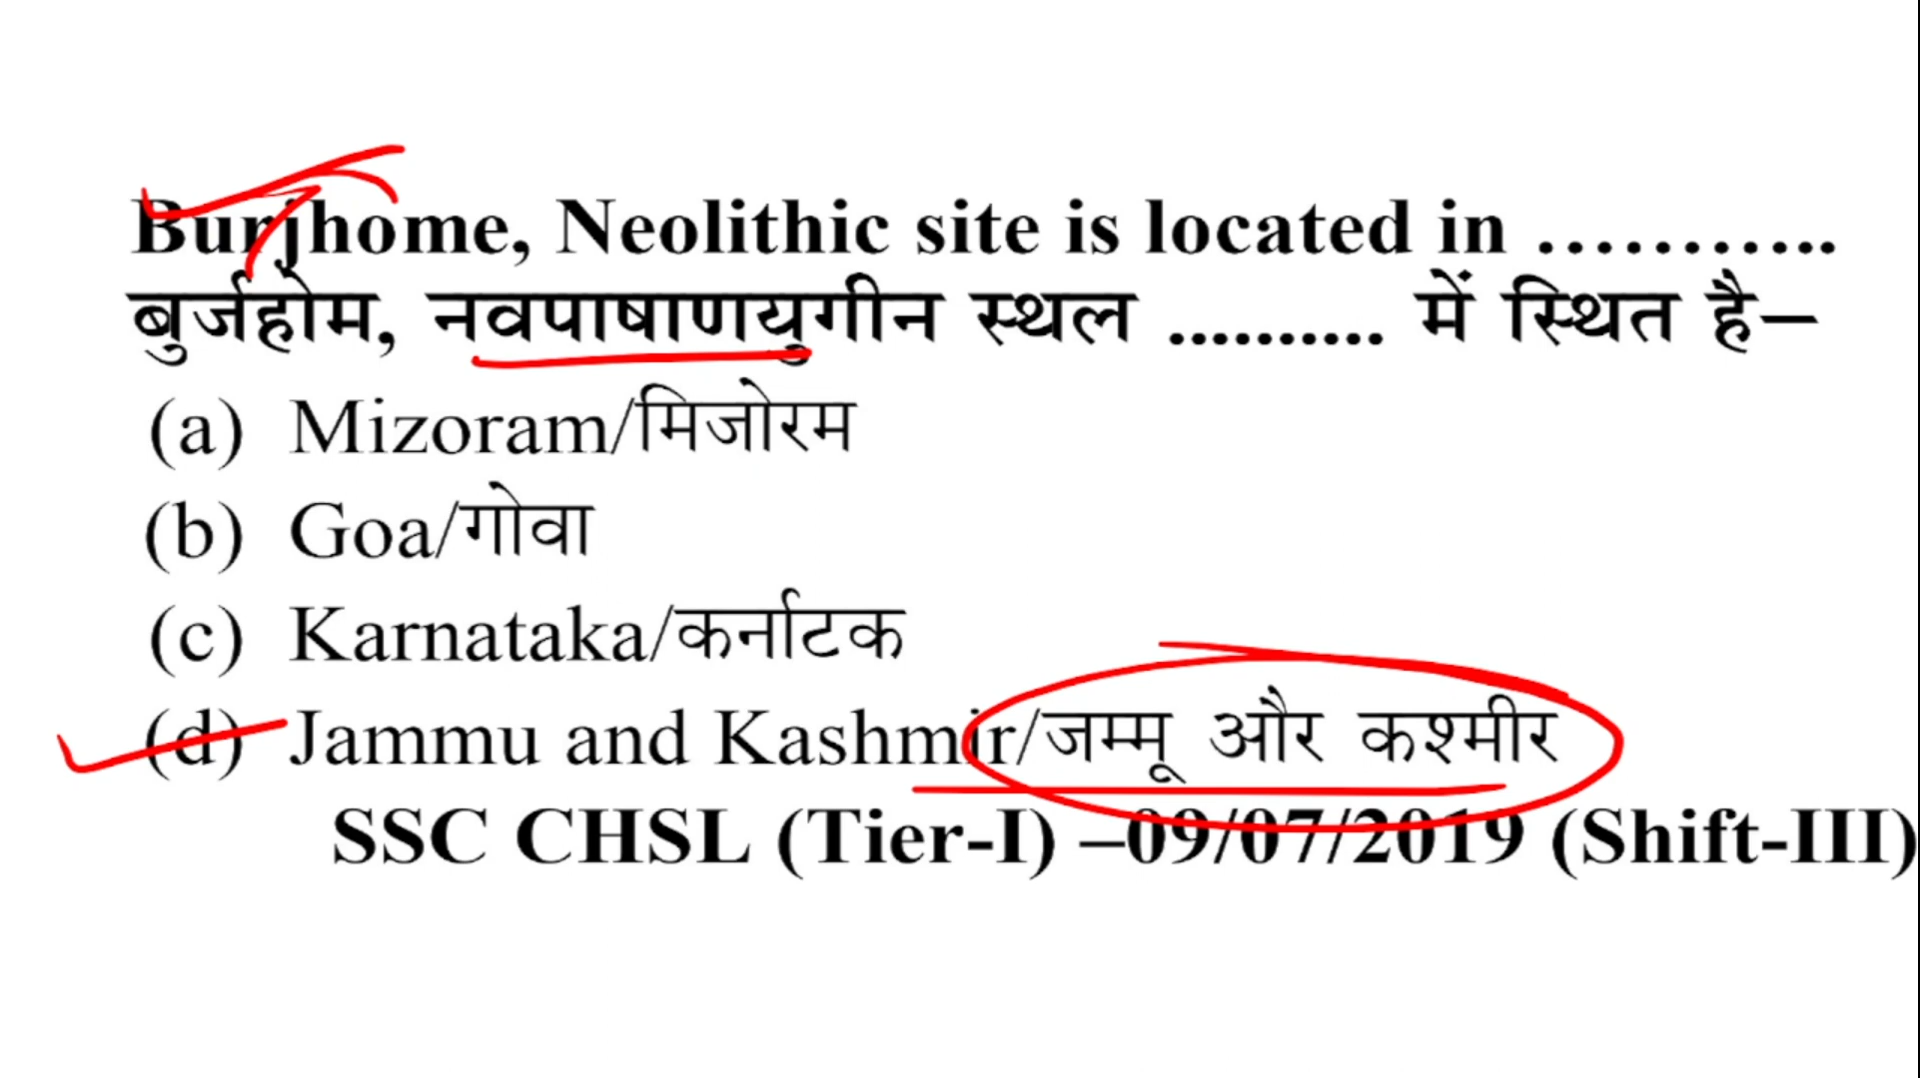 Burjhome, Neolithic site is located in ...........
बुर्जहोम, नवपाषाणयुगीन स्थल .......... में स्थित है–
(a) Mizoram/मिजोरम
(b) Goa/गोवा
(c) Karnataka/कर्नाटक
(d) Jammu and Kashmir/जम्मू और कश्मीर
SSC CHSL (Tier-I) –09/07/2019 (Shift-III)